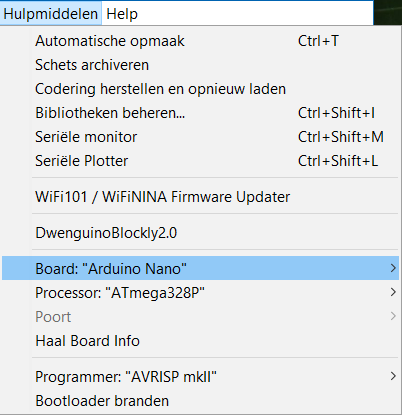 Hulpmiddelen Help
Automatische opmaak Ctrl+T
Schets archiveren
Codering herstellen en opnieuw laden
Bibliotheken beheren... Ctrl+Shift+I
Seriële monitor Ctrl+Shift+M
Seriële Plotter Ctrl+Shift+L
WiFi101 / WiFiNINA Firmware Updater
DwenguinoBlockly2.0
Board: "Arduino Nano"
Processor: "ATmega328P"
Poort
Haal Board Info
Programmer: "AVRISP mkII"
Bootloader branden